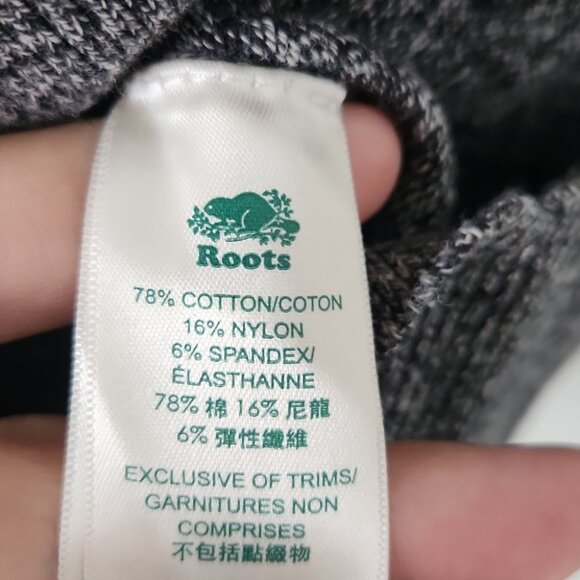 Roots
78% COTTON/COTON
16% NYLON
6% SPANDEX/
ÉLASTHANNE
78% 棉 16% 尼龍
6% 彈性纖維
EXCLUSIVE OF TRIMS/
GARNITURES NON
COMPRISES
不包括點綴物